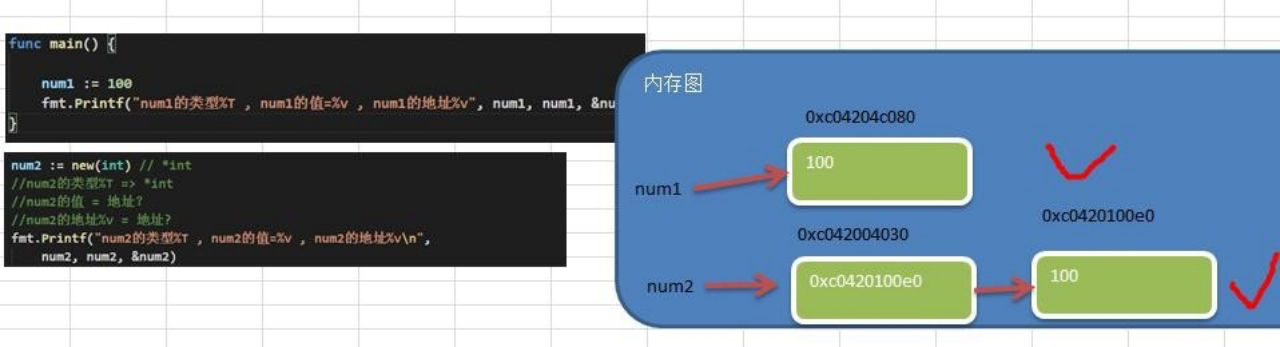 func main() {
num1 := 100
fmt.Printf("num1的类型%T , num1的值=%v , num1的地址%v", num1, num1, &nu
}
num2 := new(int) // *int
//num2的类型%T => *int
//num2的值 = 地址?
//num2的地址%v = 地址?
fmt.Printf("num2的类型%T , num2的值=%v , num2的地址%v\n",
num2, num2, &num2)
内存图
0xc04204c080
100
num1
0xc0420100e0
0xc042004030
num2
0xc0420100e0
100